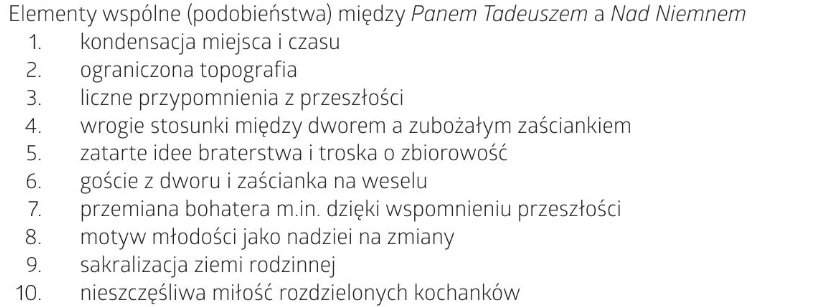 Elementy wspólne (podobieństwa) między Panem Tadeuszem a Nad Niemnem
1. kondensacja miejsca i czasu
2. ograniczona topografia
3. liczne przypomnienia z przeszłości
4. wrogie stosunki między dworem a zubożałym zaściankiem
5. zatarte idee braterstwa i troska o zbiorowość
6. goście z dworu i zaścianka na weselu
7. przemiana bohatera m.in. dzięki wspomnieniu przeszłości
8. motyw młodości jako nadziei na zmiany
9. sakralizacja ziemi rodzinnej
10. nieszczęśliwa miłość rozdzielonych kochanków